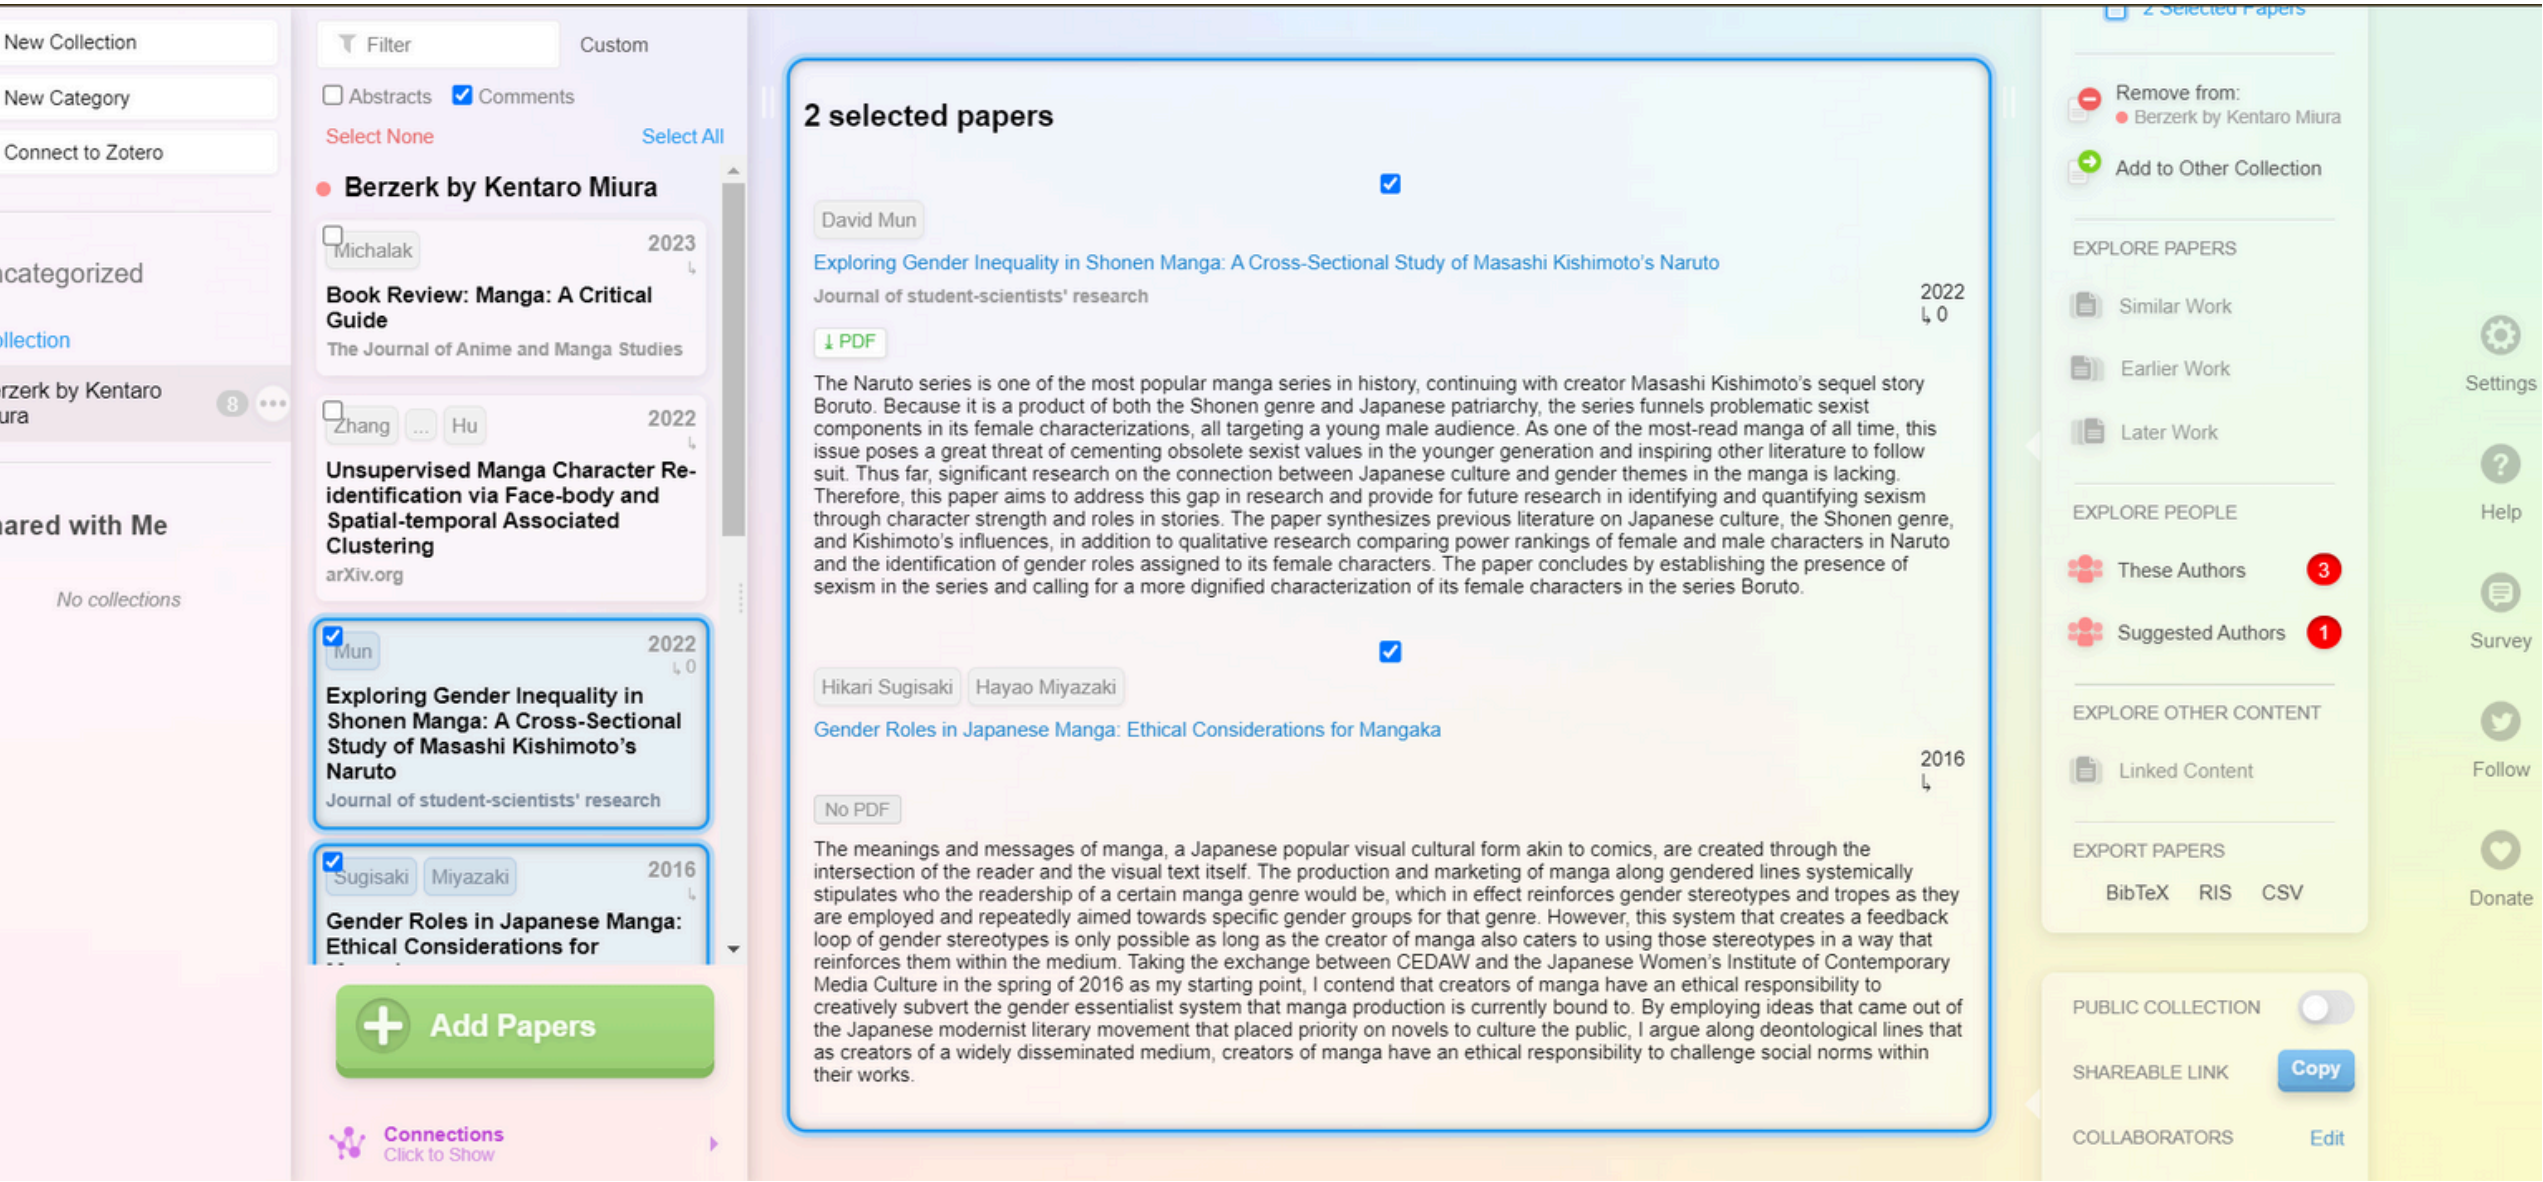 New Collection
New Category
Connect to Zotero
ncategorized
ollection
erzerk by Kentaro
ura
8
ared with Me
No collections
Filter
Custom
Abstracts
Comments
Select None
Select All
Berzerk by Kentaro Miura
Michalak
2023
Book Review: Manga: A Critical
Guide
The Journal of Anime and Manga Studies
Zhang ... Hu
2022
Unsupervised Manga Character Re-
identification via Face-body and
Spatial-temporal Associated
Clustering
arXiv.org
Mun
2022
0
Exploring Gender Inequality in
Shonen Manga: A Cross-Sectional
Study of Masashi Kishimoto's
Naruto
Journal of student-scientists' research
Sugisaki Miyazaki
2016
Gender Roles in Japanese Manga:
Ethical Considerations for
Add Papers
Connections
Click to Show
2 selected papers
David Mun
Exploring Gender Inequality in Shonen Manga: A Cross-Sectional Study of Masashi Kishimoto's Naruto
Journal of student-scientists' research
2022
0
PDF
The Naruto series is one of the most popular manga series in history, continuing with creator Masashi Kishimoto's sequel story
Boruto. Because it is a product of both the Shonen genre and Japanese patriarchy, the series funnels problematic sexist
components in its female characterizations, all targeting a young male audience. As one of the most-read manga of all time, this
issue poses a great threat of cementing obsolete sexist values in the younger generation and inspiring other literature to follow
suit. Thus far, significant research on the connection between Japanese culture and gender themes in the manga is lacking.
Therefore, this paper aims to address this gap in research and provide for future research in identifying and quantifying sexism
through character strength and roles in stories. The paper synthesizes previous literature on Japanese culture, the Shonen genre,
and Kishimoto's influences, in addition to qualitative research comparing power rankings of female and male characters in Naruto
and the identification of gender roles assigned to its female characters. The paper concludes by establishing the presence of
sexism in the series and calling for a more dignified characterization of its female characters in the series Boruto.
Hikari Sugisaki Hayao Miyazaki
Gender Roles in Japanese Manga: Ethical Considerations for Mangaka
2016
No PDF
The meanings and messages of manga, a Japanese popular visual cultural form akin to comics, are created through the
intersection of the reader and the visual text itself. The production and marketing of manga along gendered lines systemically
stipulates who the readership of a certain manga genre would be, which in effect reinforces gender stereotypes and tropes as they
are employed and repeatedly aimed towards specific gender groups for that genre. However, this system that creates a feedback
loop of gender stereotypes is only possible as long as the creator of manga also caters to using those stereotypes in a way that
reinforces them within the medium. Taking the exchange between CEDAW and the Japanese Women's Institute of Contemporary
Media Culture in the spring of 2016 as my starting point, I contend that creators of manga have an ethical responsibility to
creatively subvert the gender essentialist system that manga production is currently bound to. By employing ideas that came out of
the Japanese modernist literary movement that placed priority on novels to culture the public, I argue along deontological lines that
as creators of a widely disseminated medium, creators of manga have an ethical responsibility to challenge social norms within
their works.
2 Selected Papers
Remove from:
Berzerk by Kentaro Miura
Add to Other Collection
EXPLORE PAPERS
Similar Work
Earlier Work
Later Work
EXPLORE PEOPLE
These Authors 3
Suggested Authors 1
EXPLORE OTHER CONTENT
Linked Content
EXPORT PAPERS
BibTeX RIS CSV
PUBLIC COLLECTION
SHAREABLE LINK Copy
COLLABORATORS Edit
Settings
Help
Survey
Follow
Donate